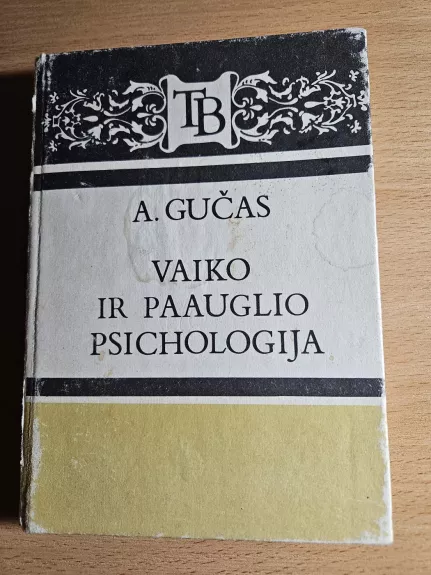 TB
A. GUČAS
VAIKO
IR PAAUGLIO
PSICHOLOGIJA